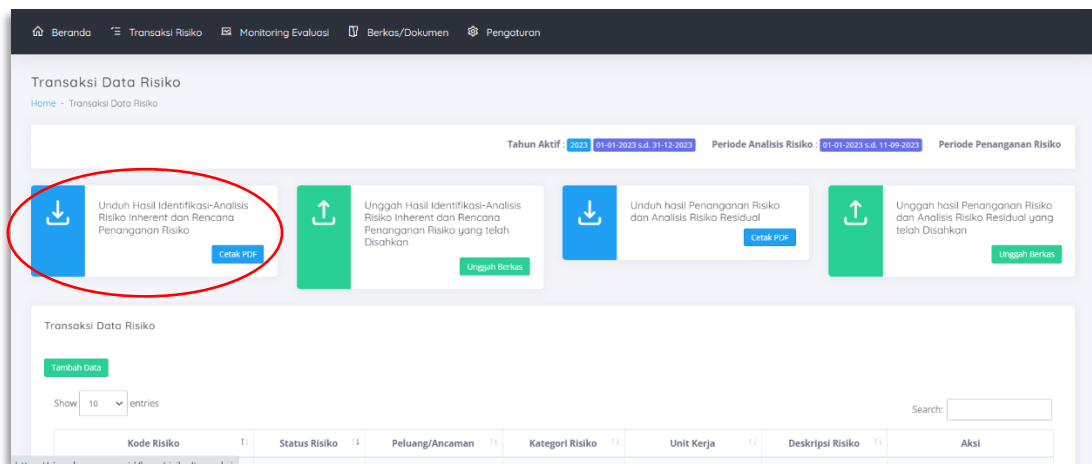 Beranda Transaksi Risiko Monitoring Evaluasi Berkas/Dokumen Pengaturan
Transaksi Data Risiko
Home - Transaksi Data Risiko
Tahun Aktif : 2023 01-01-2023 s.d. 31-12-2023 Periode Analisis Risiko : 01-01-2023 s.d. 11-09-2023 Periode Penanganan Risiko
Unduh Hasil Identifikasi-Analisis
Risiko Inherent dan Rencana
Penanganan Risiko
Cetak PDF
Unggah Hasil Identifikasi-Analisis
Risiko Inherent dan Rencana
Penanganan Risiko yang telah
Disahkan
Unggah Berkas
Unduh hasil Penanganan Risiko
dan Analisis Risiko Residual
Cetak PDF
Unggah hasil Penanganan Risiko
dan Analisis Risiko Residual yang
telah Disahkan
Unggah Berkas
Transaksi Data Risiko
Tambah Data
Show 10 entries
Search:
Kode Risiko Status Risiko Peluang/Ancaman Kategori Risiko Unit Kerja Deskripsi Risiko Aksi